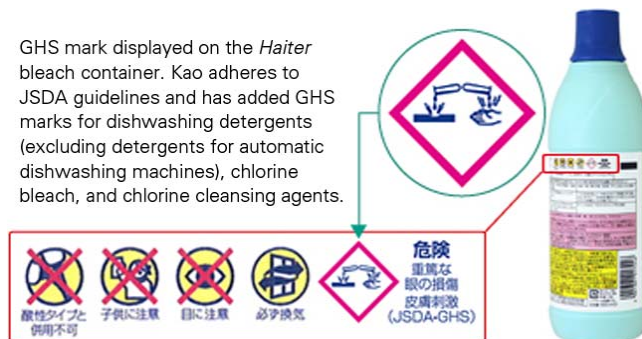 GHS mark displayed on the Haiter
bleach container. Kao adheres to
JSDA guidelines and has added GHS
marks for dishwashing detergents
(excluding detergents for automatic
dishwashing machines), chlorine
bleach, and chlorine cleansing agents.
酸性タイプと
併用不可
子供に注意
目に注意
必ず換気
危険
重篤な
眼の損傷
皮膚刺激
(JSDA-GHS)